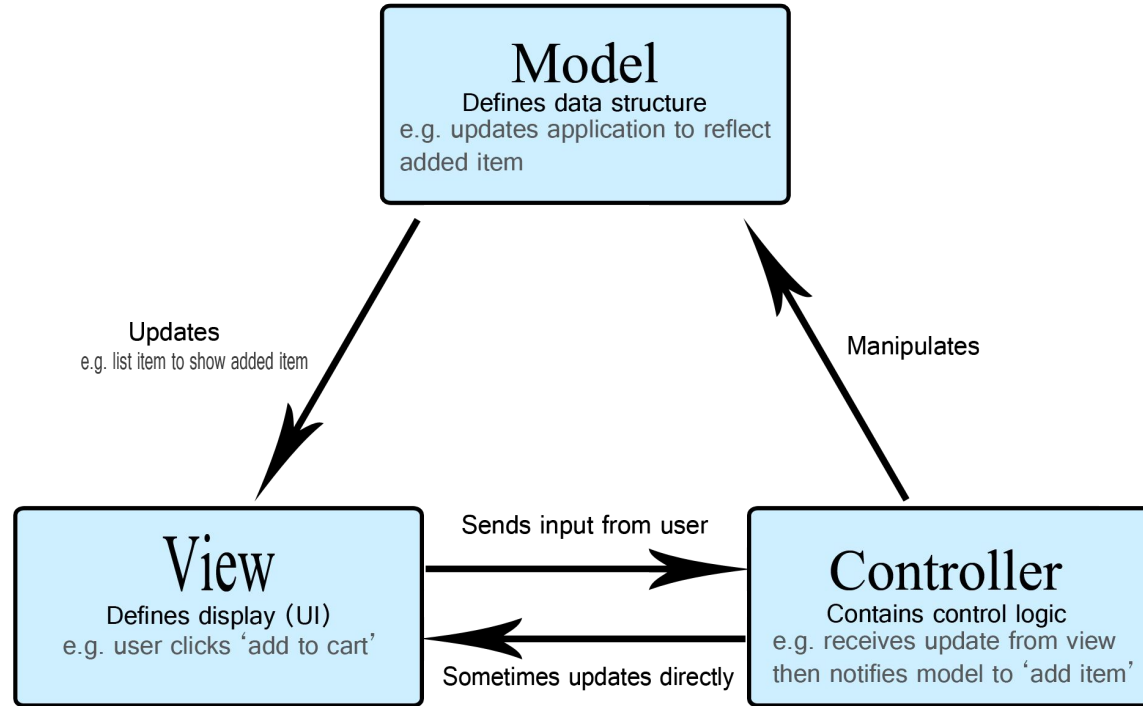 Model
Defines data structure
e.g. updates application to reflect
added item
Updates
e.g. list item to show added item
Manipulates
View
Defines display (UI)
e.g. user clicks ‘add to cart’
Sends input from user
Sometimes updates directly
Controller
Contains control logic
e.g. receives update from view
then notifies model to ‘add item’